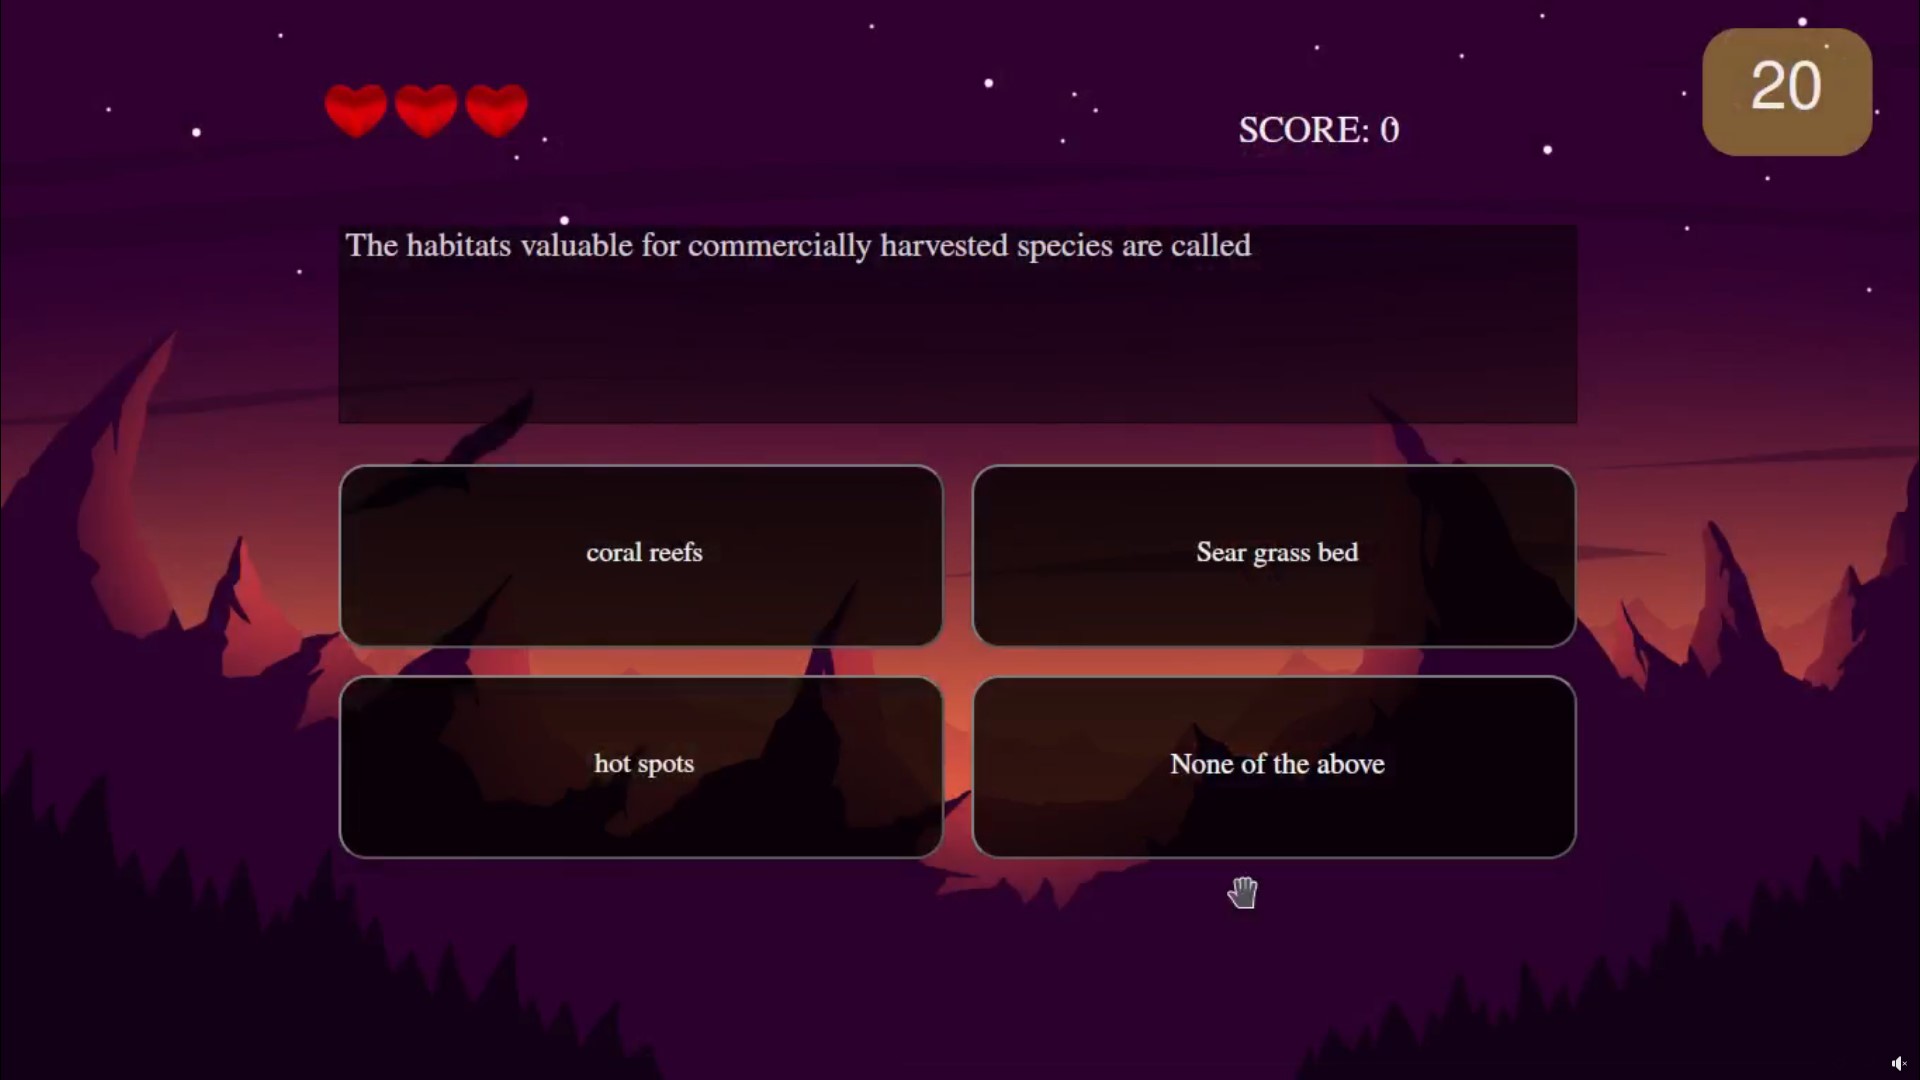 20
SCORE: 0
The habitats valuable for commercially harvested species are called
coral reefs
Sear grass bed
hot spots
None of the above